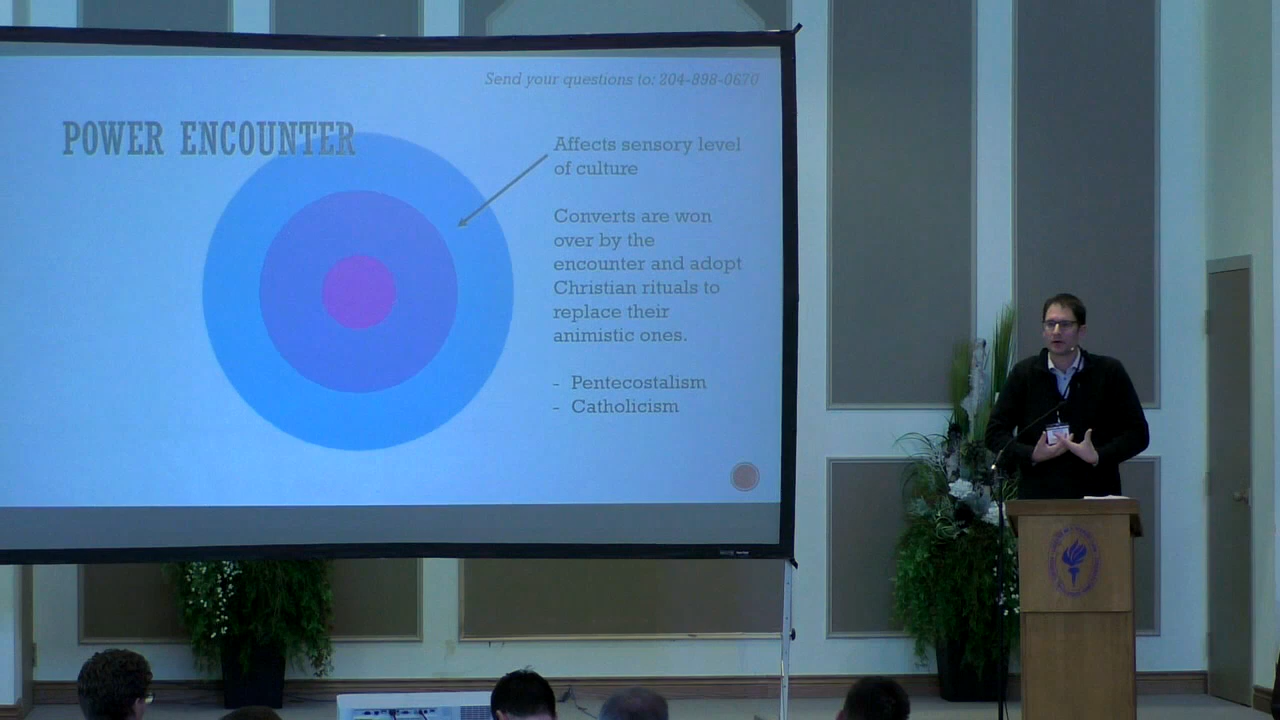 Send your questions to: 204-898-0670
POWER ENCOUNTER
Affects sensory level
of culture
Converts are won
over by the
encounter and adopt
Christian rituals to
replace their
animistic ones.
- Pentecostalism
- Catholicism